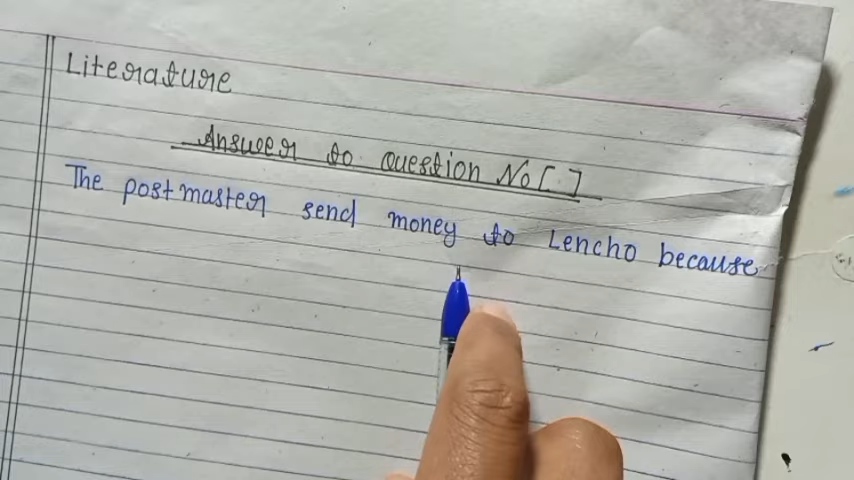 Literature
Answer to question No [ ]
The postmaster send money to Lencho because